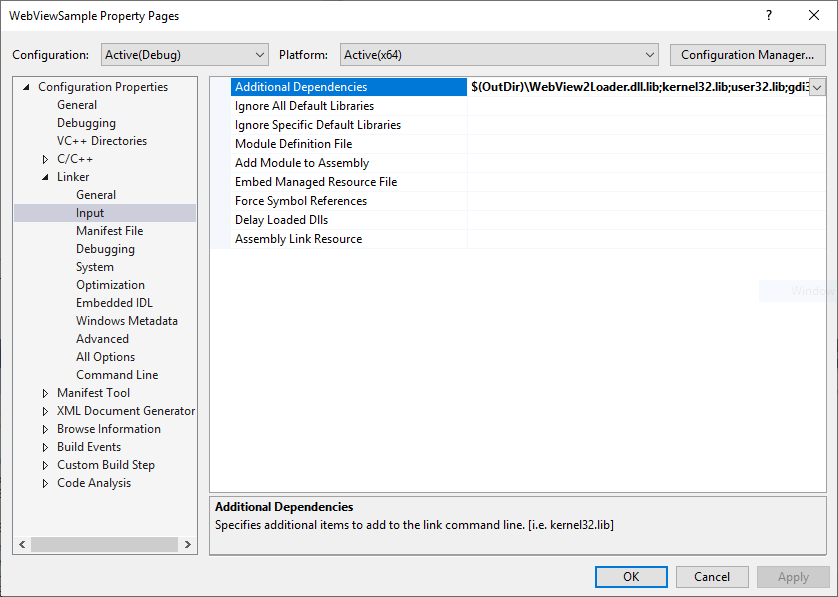 WebViewSample Property Pages
?
Configuration: Active(Debug) Platform: Active(x64) Configuration Manager...
Configuration Properties
General
Debugging
VC++ Directories
C/C++
Linker
General
Input
Manifest File
Debugging
System
Optimization
Embedded IDL
Windows Metadata
Advanced
All Options
Command Line
Manifest Tool
XML Document Generator
Browse Information
Build Events
Custom Build Step
Code Analysis
Additional Dependencies $(OutDir)\WebView2Loader.dll.lib;kernel32.lib;user32.lib;gdi3
Ignore All Default Libraries
Ignore Specific Default Libraries
Module Definition File
Add Module to Assembly
Embed Managed Resource File
Force Symbol References
Delay Loaded Dlls
Assembly Link Resource
Window
Additional Dependencies
Specifies additional items to add to the link command line. [i.e. kernel32.lib]
OK Cancel Apply